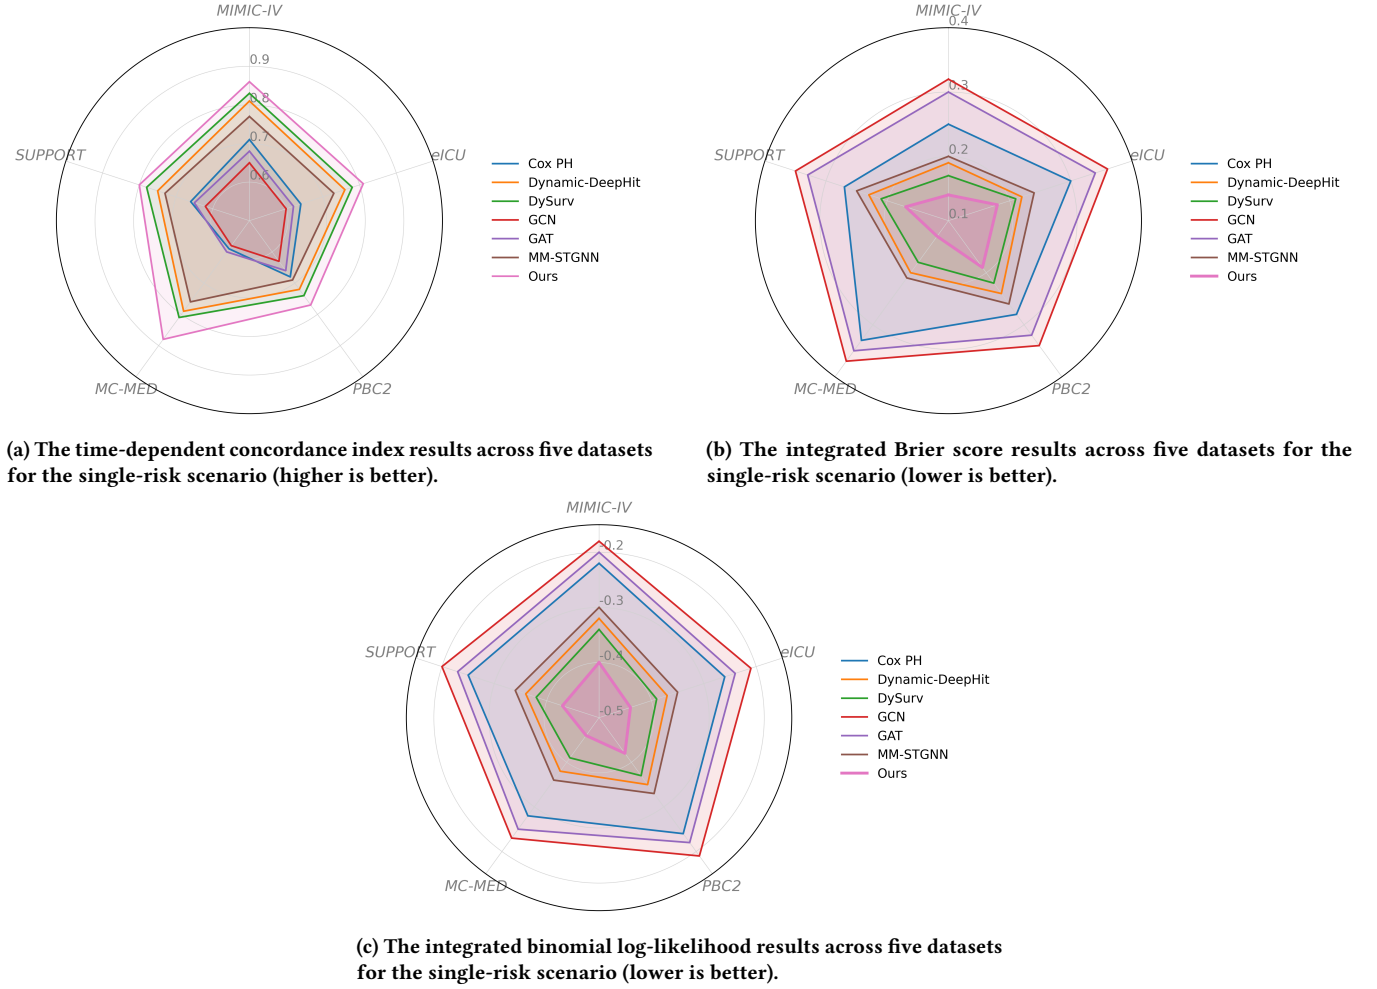 MIMIC-IV
0.9
0.8
0.7
0.6
SUPPORT
eICU
MC-MED
PBC2
Cox PH
Dynamic-DeepHit
DySurv
GCN
GAT
MM-STGNN
Ours
(a) The time-dependent concordance index results across five datasets
for the single-risk scenario (higher is better).
MIMIC-IV
0.4
0.3
0.2
0.1
SUPPORT
eICU
MC-MED
PBC2
Cox PH
Dynamic-DeepHit
DySurv
GCN
GAT
MM-STGNN
Ours
(b) The integrated Brier score results across five datasets for the
single-risk scenario (lower is better).
MIMIC-IV
-0.2
-0.3
-0.4
-0.5
SUPPORT
eICU
MC-MED
PBC2
Cox PH
Dynamic-DeepHit
DySurv
GCN
GAT
MM-STGNN
Ours
(c) The integrated binomial log-likelihood results across five datasets
for the single-risk scenario (lower is better).